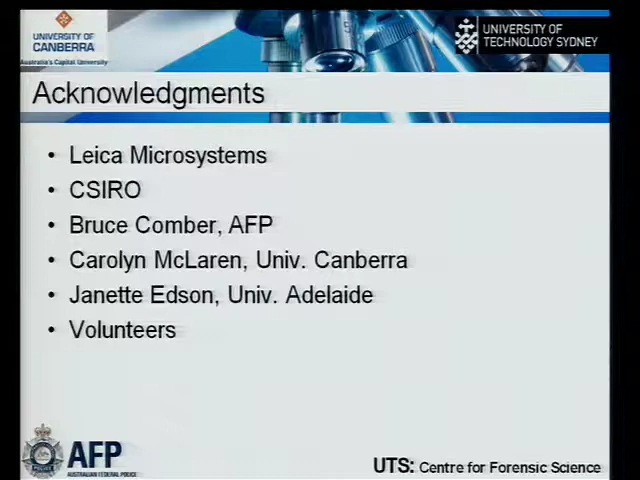 UNIVERSITY OF
CANBERRA
Australia's Capital University
UNIVERSITY OF
TECHNOLOGY SYDNEY
Acknowledgments
• Leica Microsystems
• CSIRO
• Bruce Comber, AFP
• Carolyn McLaren, Univ. Canberra
• Janette Edson, Univ. Adelaide
• Volunteers
AFP
AUSTRALIAN FEDERAL POLICE
UTS: Centre for Forensic Science